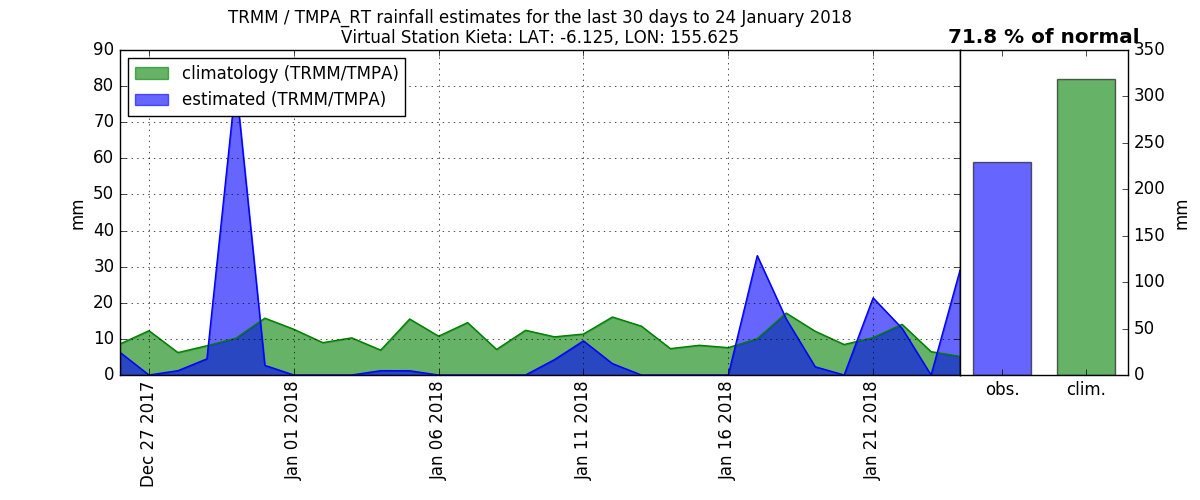 TRMM / TMPA_RT rainfall estimates for the last 30 days to 24 January 2018
Virtual Station Kieta: LAT: -6.125, LON: 155.625
71.8 % of normal
climatology (TRMM/TMPA)
estimated (TRMM/TMPA)
90
80
70
60
50
40
30
20
10
0
mm
Dec 27 2017
Jan 01 2018
Jan 06 2018
Jan 11 2018
Jan 16 2018
Jan 21 2018
350
300
250
200
150
100
50
0
mm
obs.
clim.